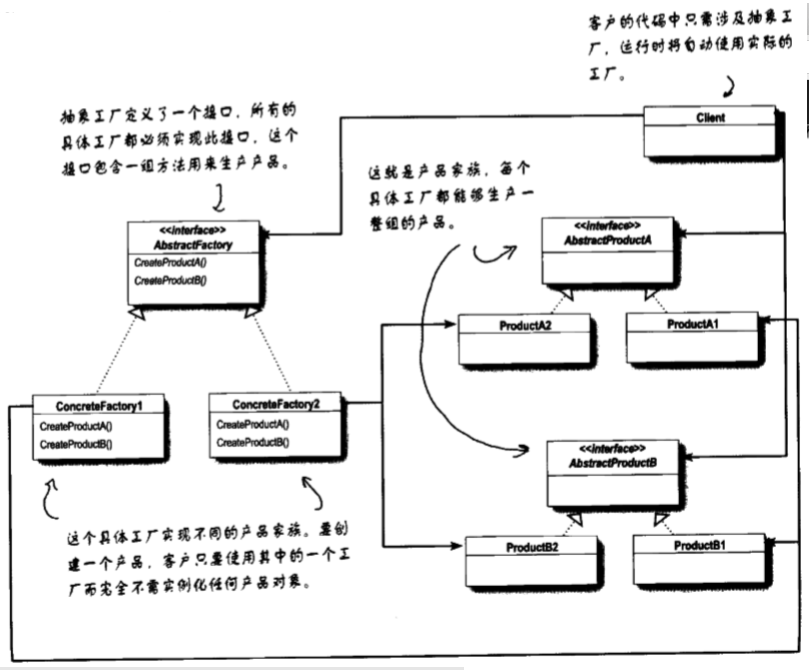 客户的代码中只需涉及抽象工
厂，运行时将自动使用实际的
工厂。
抽象工厂定义了一个接口，所有的
具体工厂都必须实现此接口，这个
接口包含一组方法用来生产产品。
Client
这就是产品家族，每个
具体工厂都能够生产一
整组的产品。
<<interface>>
AbstractFactory
CreateProductA()
CreateProductB()
<<interface>>
AbstractProductA
ProductA2
ProductA1
ConcreteFactory1
CreateProductA()
CreateProductB()
ConcreteFactory2
CreateProductA()
CreateProductB()
<<interface>>
AbstractProductB
ProductB2
ProductB1
这个具体工厂实现不同的产品家族。要创
建一个产品，客户只要使用其中的一个工
厂而完全不需实例化任何产品对象。